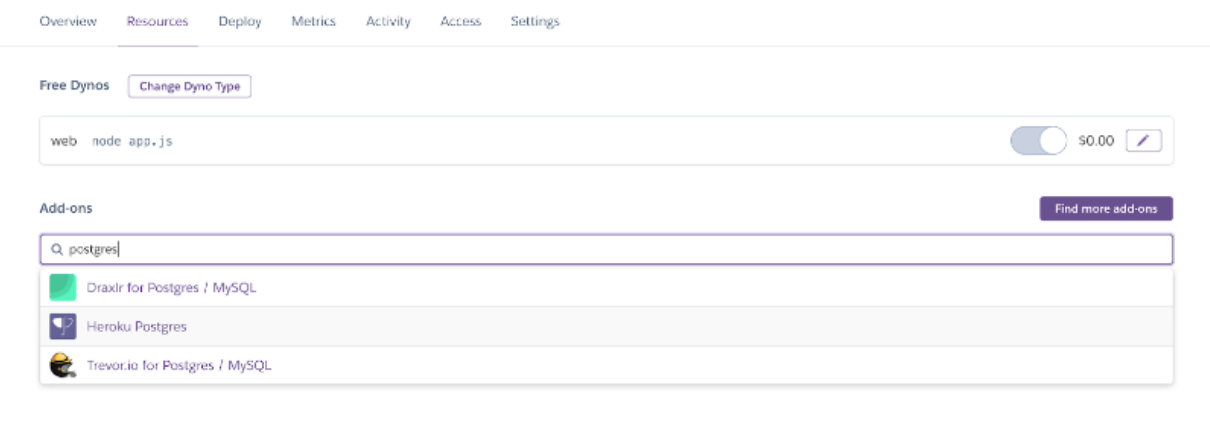 Overview Resources Deploy Metrics Activity Access Settings
Free Dynos Change Dyno Type
web node app.js $0.00
Add-ons Find more add-ons
postgres
Draxlr for Postgres / MySQL
Heroku Postgres
Trevor.io for Postgres / MySQL